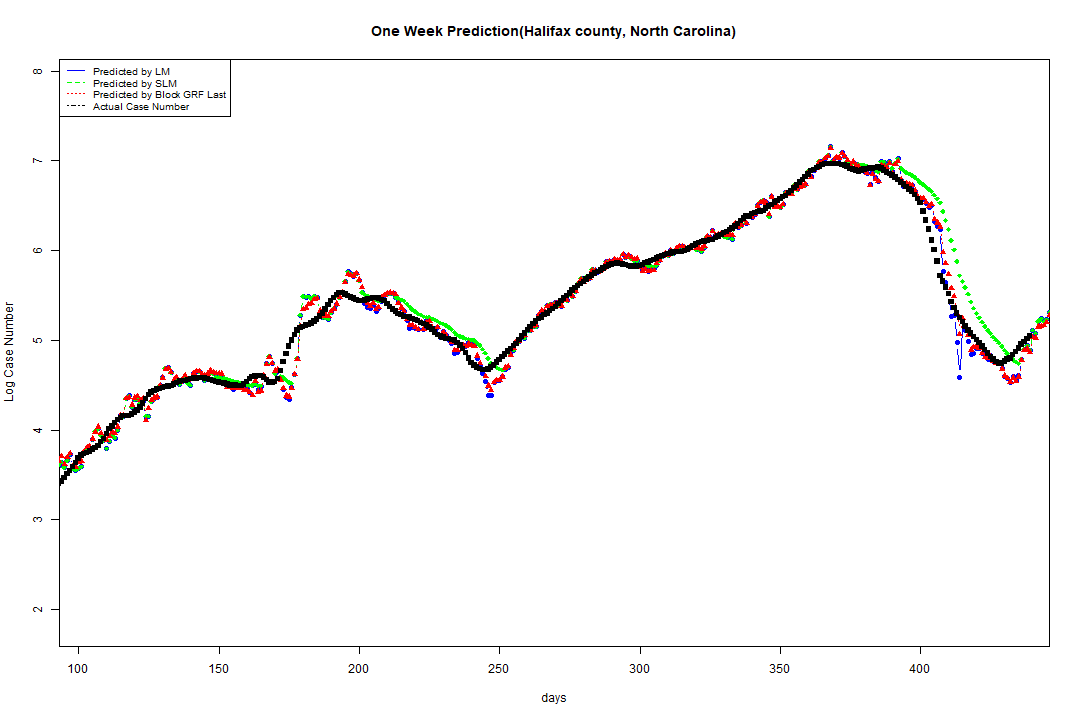 One Week Prediction(Halifax county, North Carolina)
Predicted by LM
Predicted by SLM
Predicted by Block GRF Last
Actual Case Number
8
7
6
5
4
3
2
Log Case Number
100 150 200 250 300 350 400
days